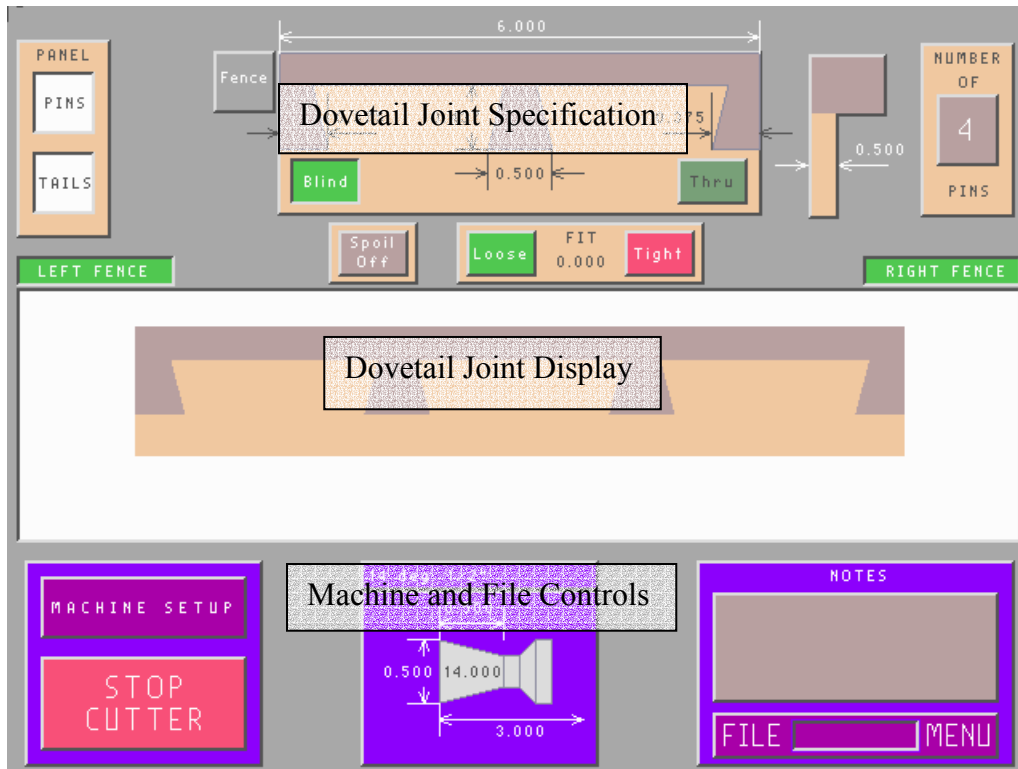 6.000
PANEL
PINS
TAILS
Fence
Dovetail Joint Specification
Blind
0.500
Thru
0.500
NUMBER
OF
4
PINS
Spoil
Off
Loose
FIT
0.000
Tight
LEFT FENCE
RIGHT FENCE
Dovetail Joint Display
MACHINE SETUP
STOP
CUTTER
Machine and File Controls
0.500
14.000
3.000
NOTES
FILE
MENU